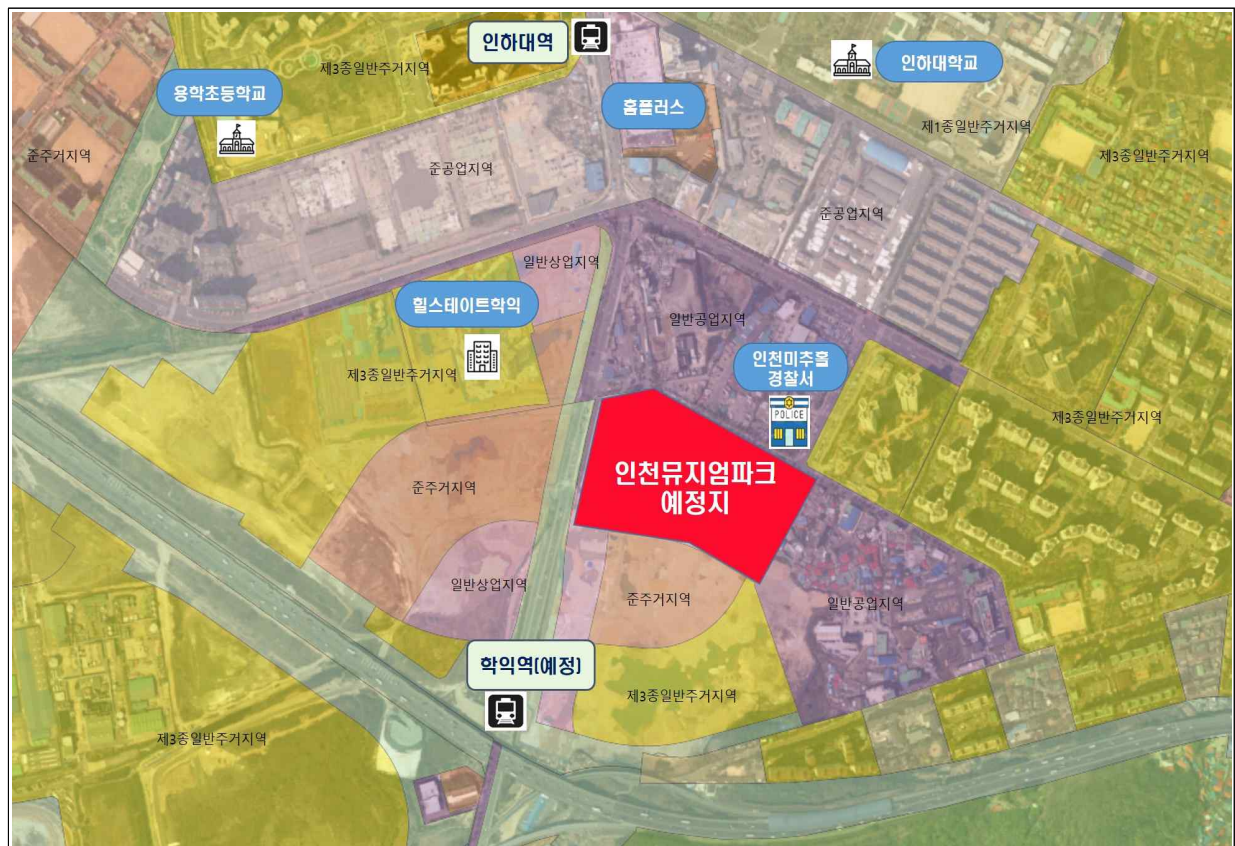 인하대역
인하대학교
제3종일반주거지역
용학초등학교
홈플러스
제1종일반주거지역
준주거지역
제3종일반주거지역
준공업지역
준공업지역
일반상업지역
힐스테이트학익
일반공업지역
인천미추홀
경찰서
제3종일반주거지역
POLICE
제3종일반주거지역
인천뮤지엄파크
예정지
준주거지역
일반상업지역
준주거지역
일반공업지역
학익역(예정)
제3종일반주거지역
제3종일반주거지역